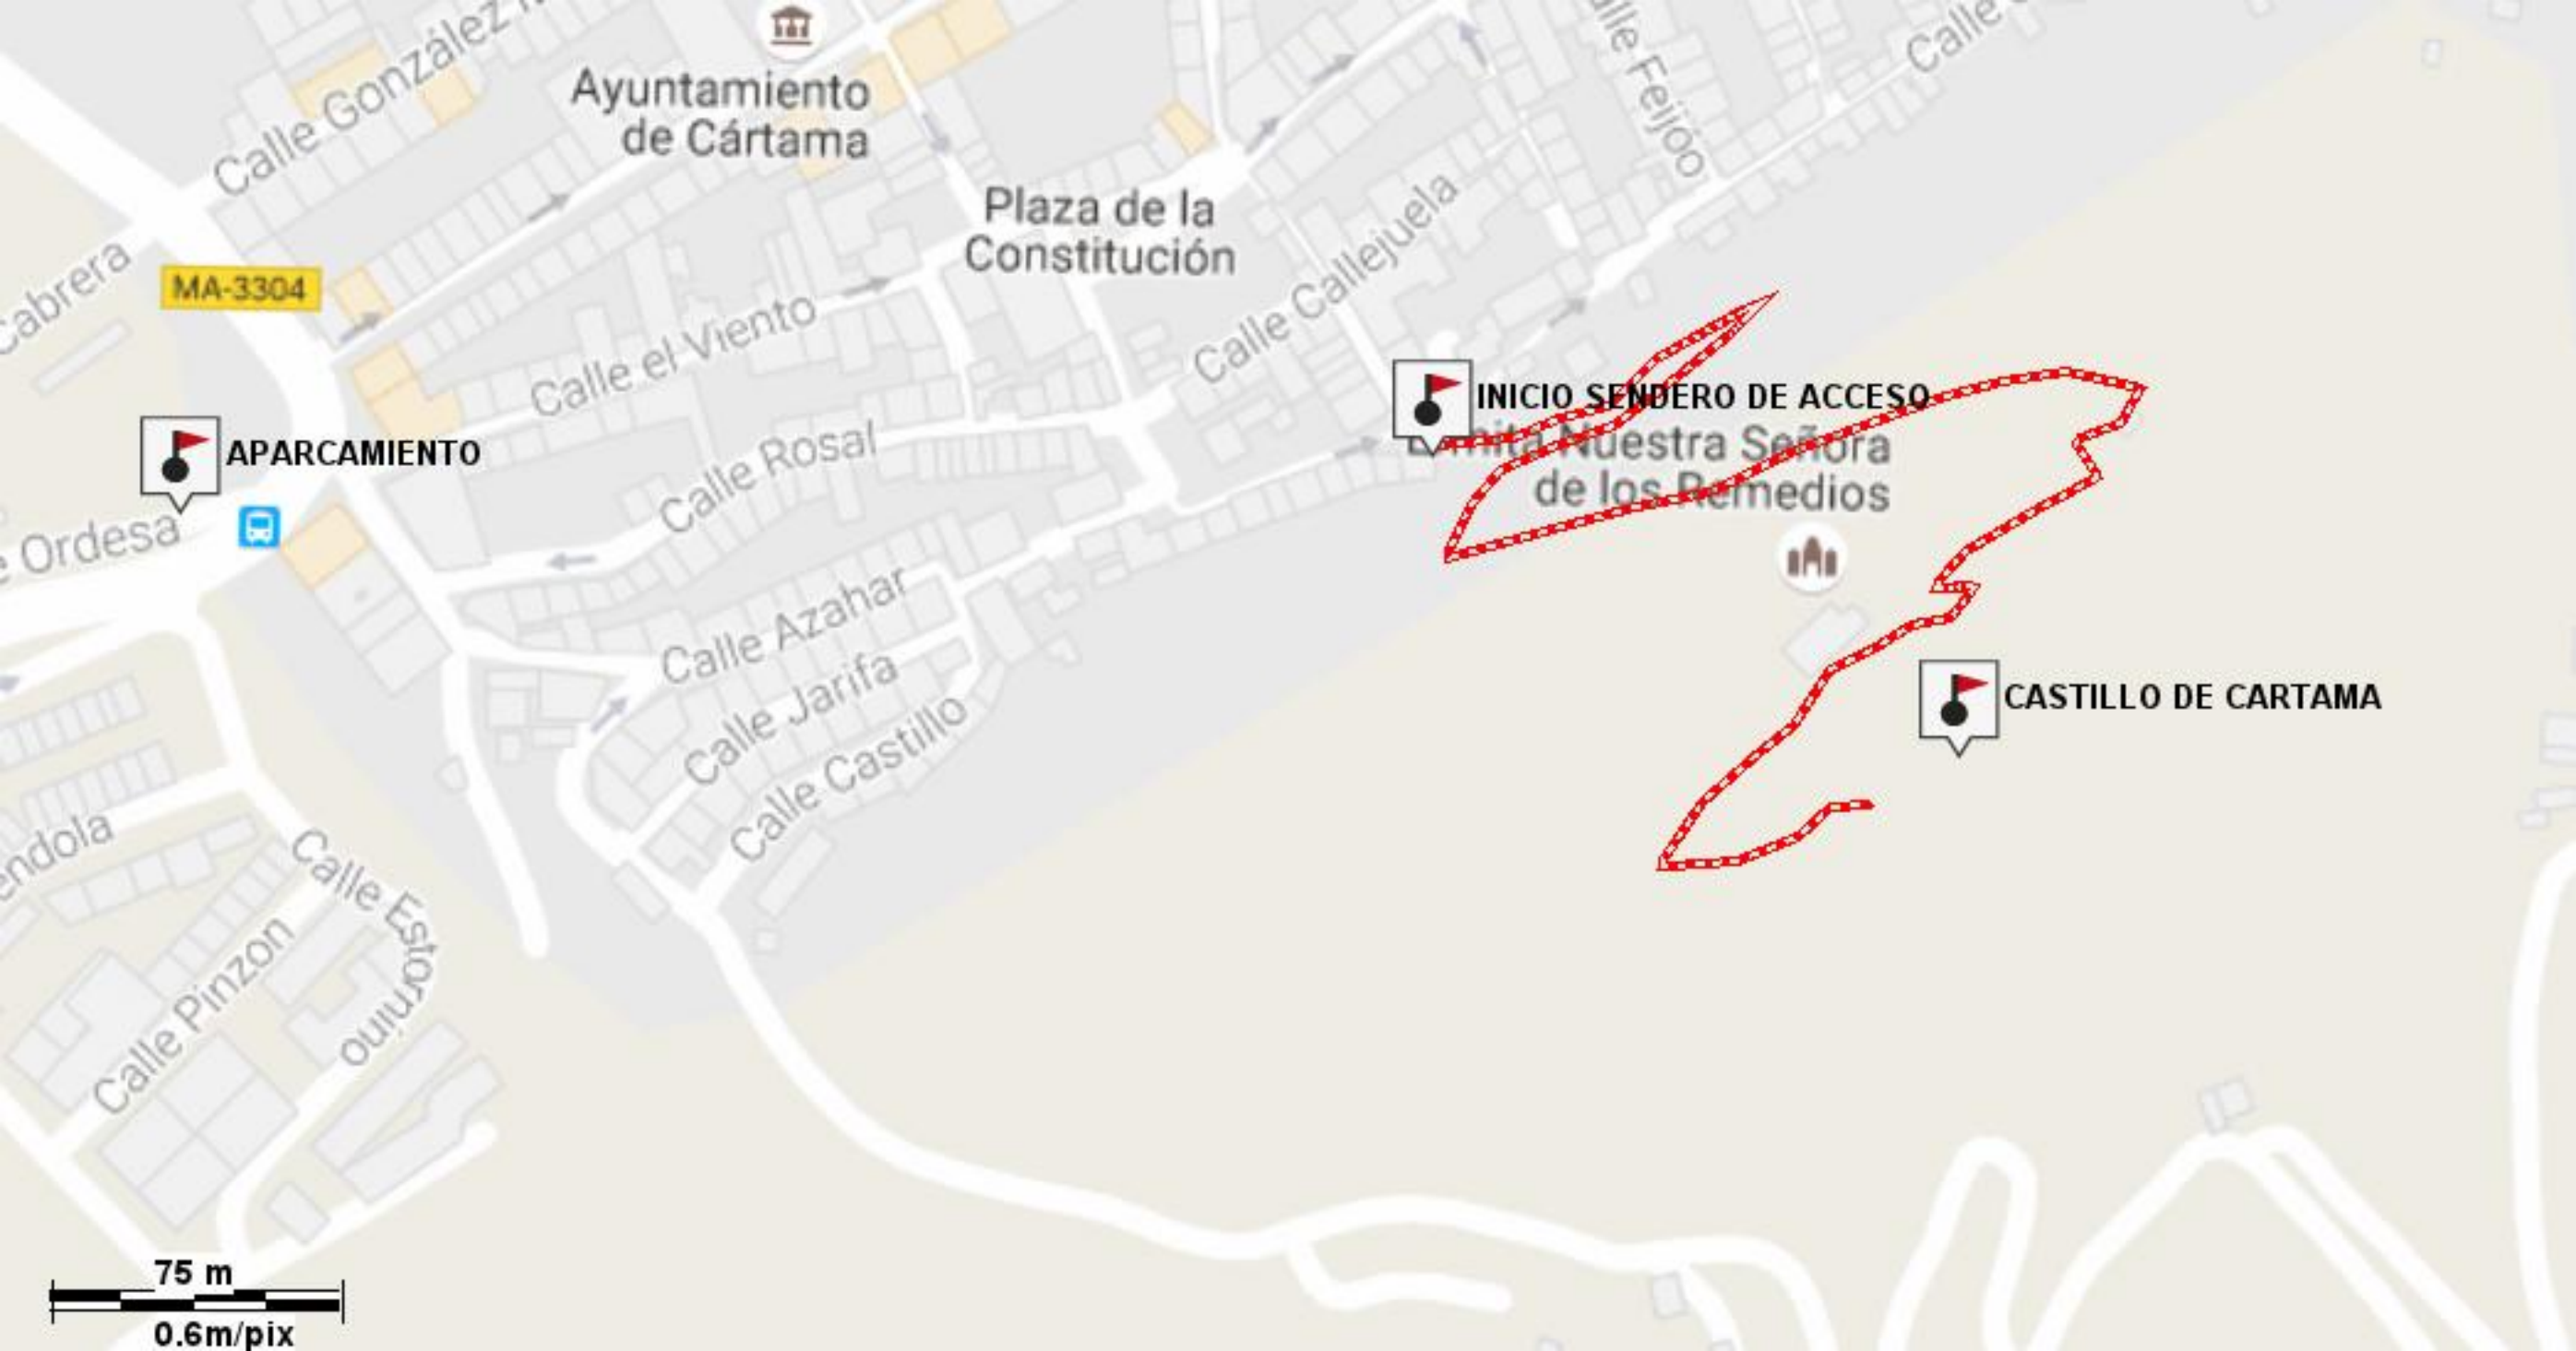 Calle González
Ayuntamiento
de Cártama
Calle Feijóo
Calle
Plaza de la
Constitución
Cabrera
MA-3304
Calle Callejuela
Calle el Viento
INICIO SENDERO DE ACCESO
Nuestra Señora
de los Remedios
APARCAMIENTO
Calle Rosal
Ordesa
Calle Azahar
Calle Jarifa
Calle Castillo
CASTILLO DE CARTAMA
Calle Estornino
Calle Pinzon
75 m
0.6m/pix